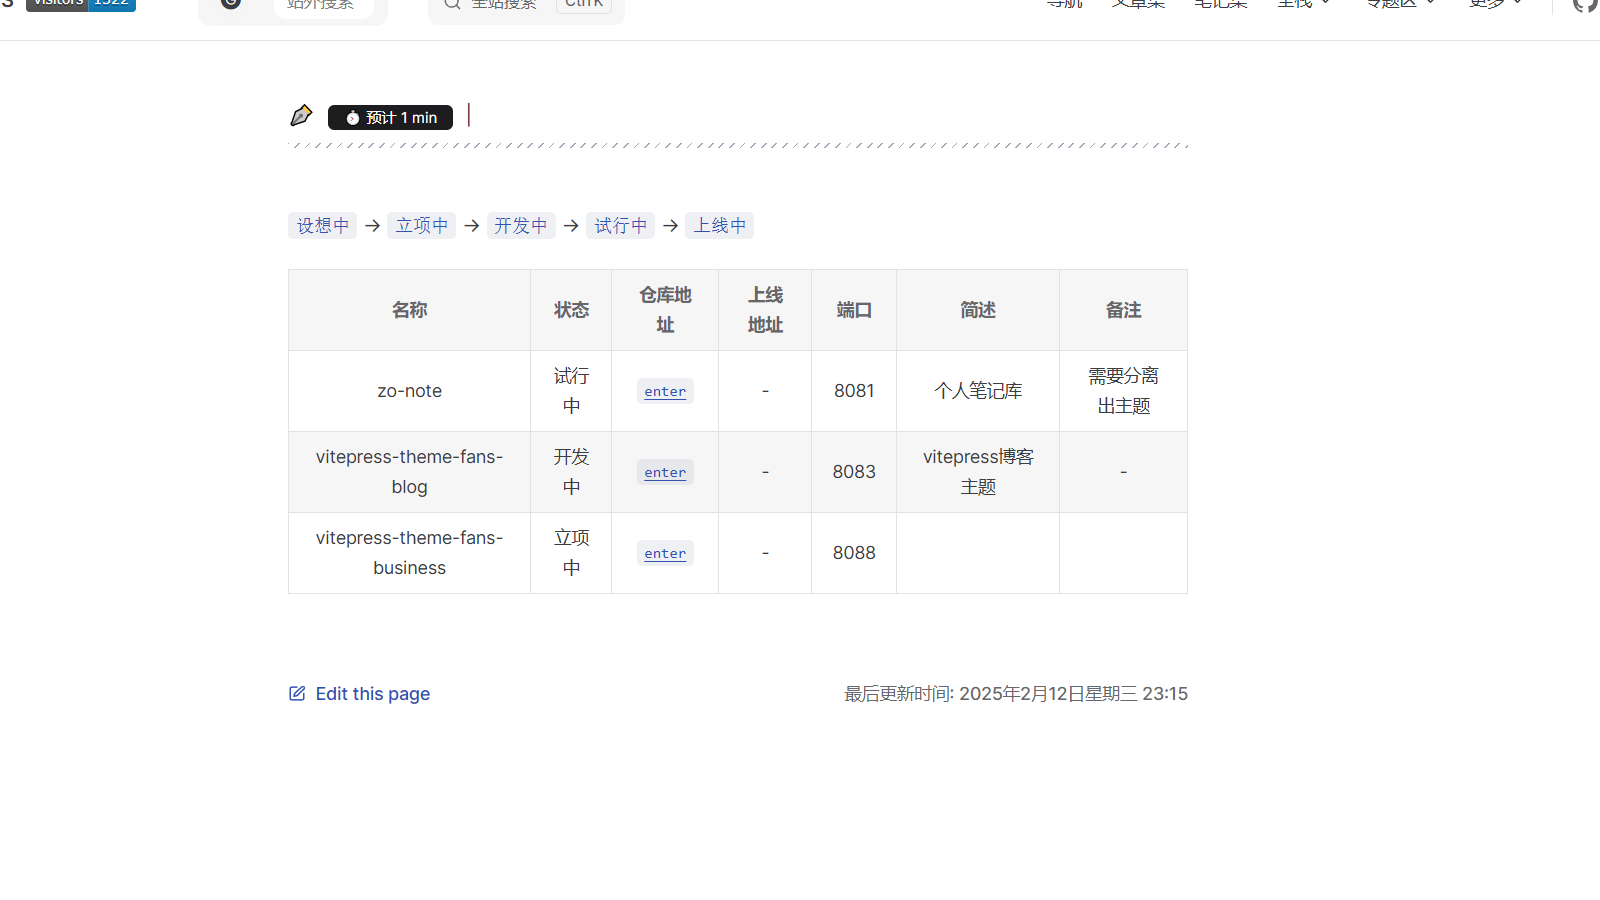 visitors 1322
站外搜索
全站搜索
Ctrl K
导航 文章集 笔记集 全栈 专题区 更多
预计 1 min
设想中 → 立项中 → 开发中 → 试行中 → 上线中
名称 状态 仓库地址 上线地址 端口 简述 备注
zo-note 试行中 enter - 8081 个人笔记库 需要分离出主题
vitepress-theme-fans-blog 开发中 enter - 8083 vitepress博客主题 -
vitepress-theme-fans-business 立项中 enter - 8088
Edit this page
最后更新时间: 2025年2月12日星期三 23:15